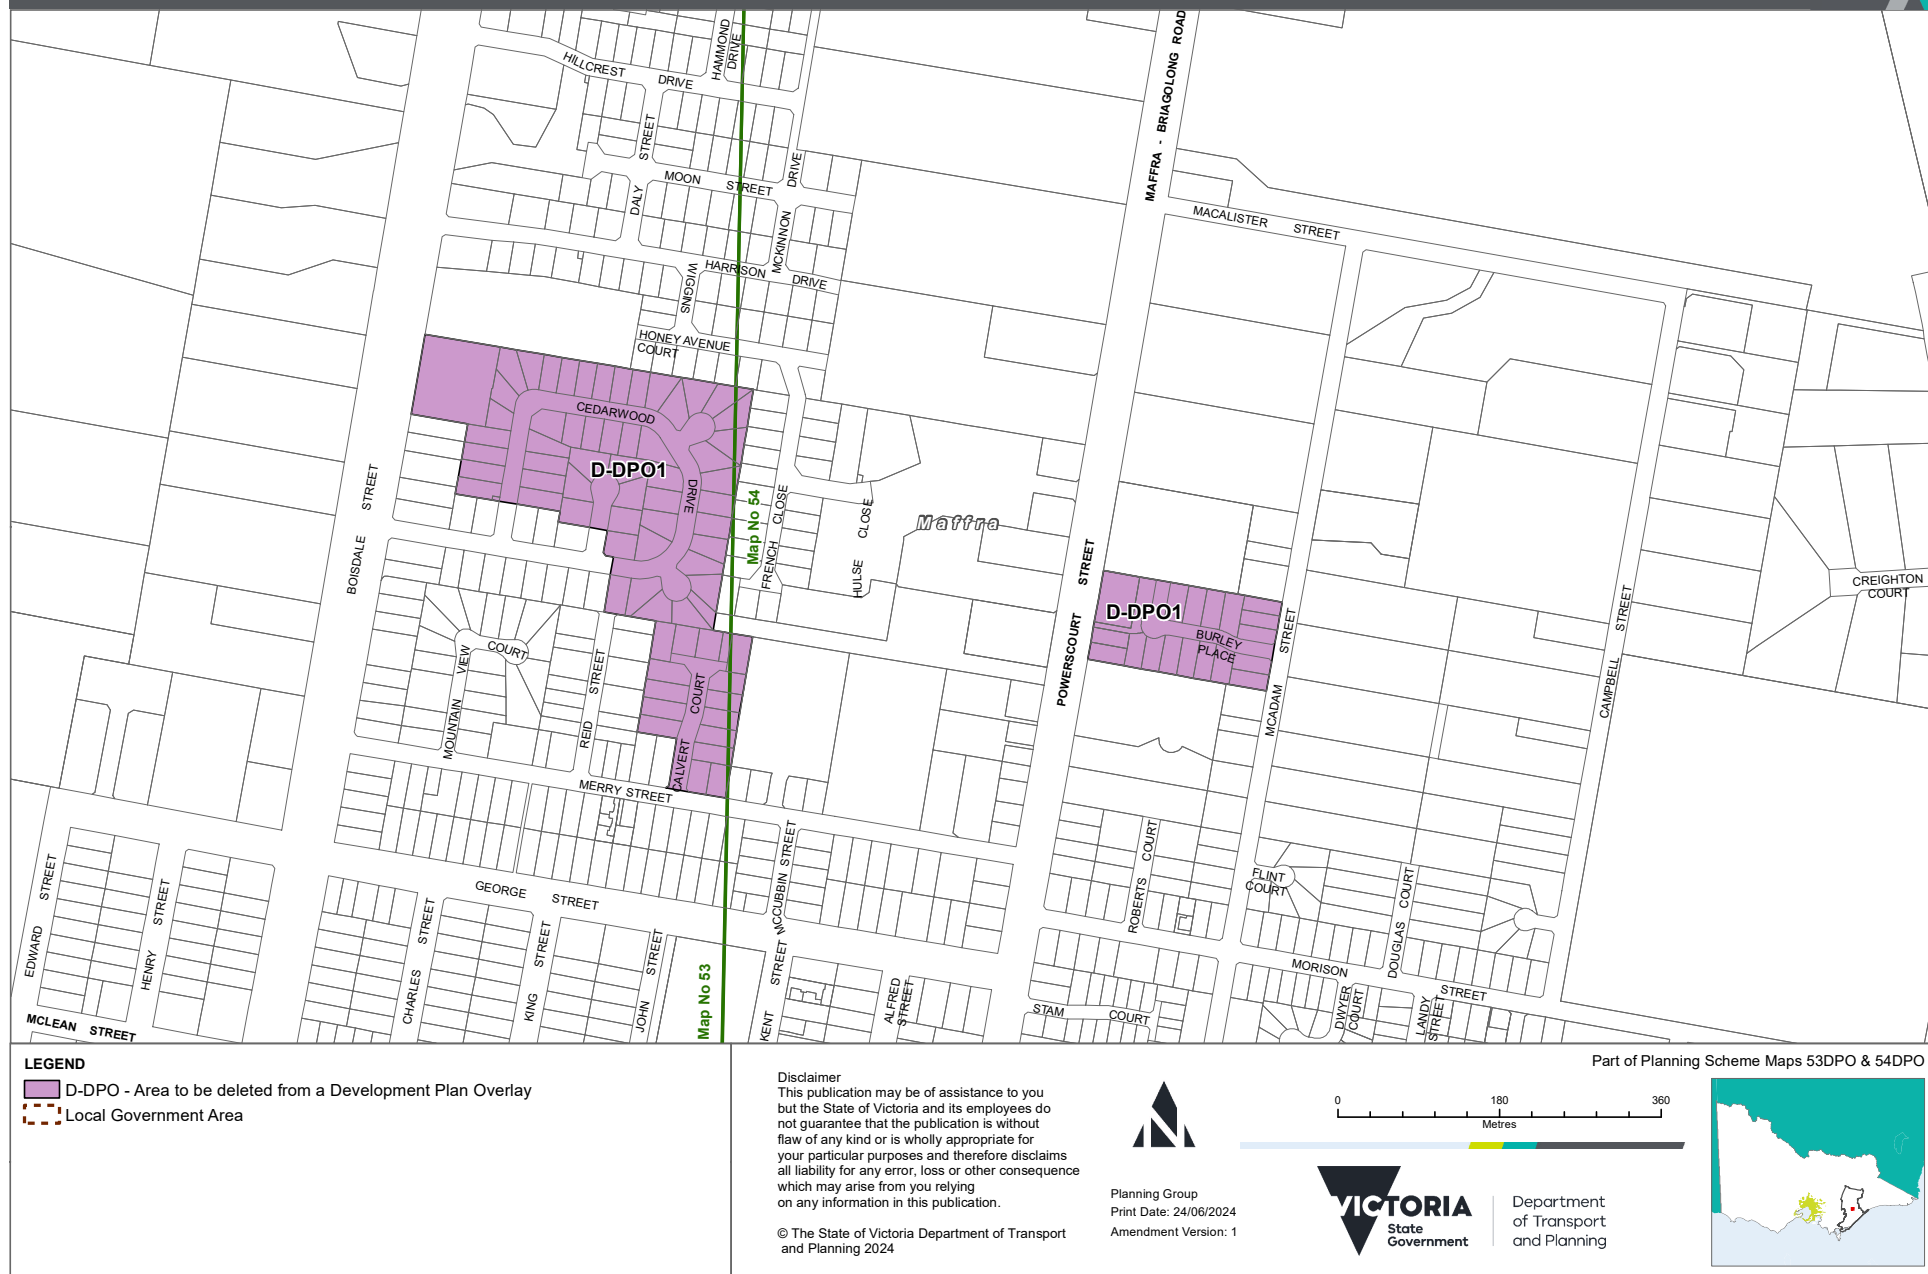 HAMMOND
DRIVE
HILLCREST DRIVE
STREET
DALY
MOON STREET
DRIVE
MCKINNON
MAFFRA - BRIAGOLONG ROAD
MACALISTER STREET
HARRISON DRIVE
WIGGINS
HONEY AVENUE
COURT
CEDARWOOD
DRIVE
D-DPO1
Map No 54
FRENCH CLOSE
HULSE CLOSE
Maffra
BOISDALE STREET
POWERSCOURT STREET
D-DPO1
BURLEY
PLACE
MCADAM STREET
CAMPBELL STREET
CREIGHTON
COURT
MOUNTAIN VIEW
COURT
REID STREET
CALVERT COURT
MERRY STREET
MCCUBBIN STREET
GEORGE STREET
EDWARD STREET
HENRY STREET
CHARLES STREET
KING STREET
JOHN STREET
Map No 53
KENT STREET
ALFRED
STREET
ROBERTS COURT
FLINT
COURT
DOUGLAS COURT
MORISON STREET
STAM COURT
DWYER
COURT
LANDY
STREET
MCLEAN STREET
LEGEND
D-DPO - Area to be deleted from a Development Plan Overlay
Local Government Area
Disclaimer
This publication may be of assistance to you
but the State of Victoria and its employees do
not guarantee that the publication is without
flaw of any kind or is wholly appropriate for
your particular purposes and therefore disclaims
all liability for any error, loss or other consequence
which may arise from you relying
on any information in this publication.
© The State of Victoria Department of Transport
and Planning 2024
Planning Group
Print Date: 24/06/2024
Amendment Version: 1
Part of Planning Scheme Maps 53DPO & 54DPO
0 180 360
Metres
VICTORIA
State
Government
Department
of Transport
and Planning